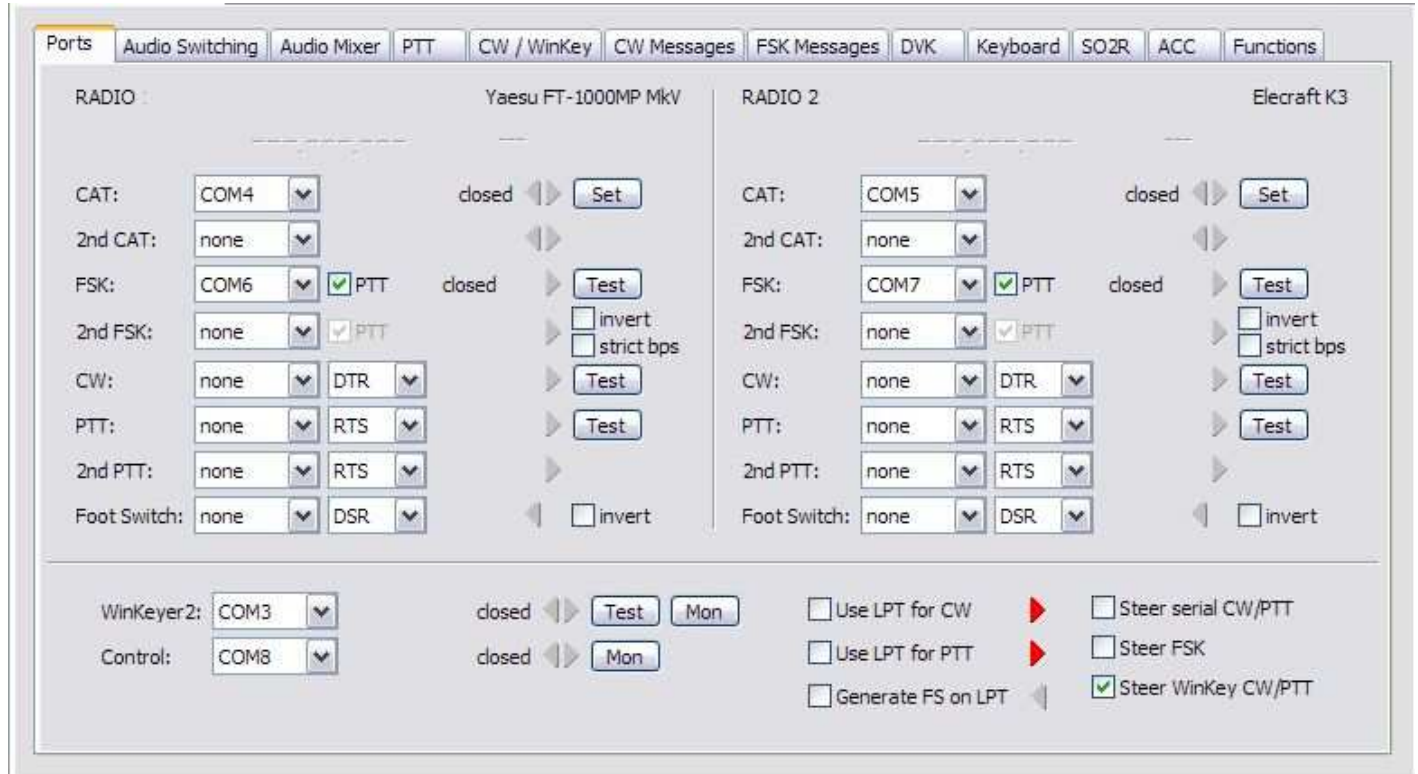 Ports Audio Switching Audio Mixer PTT CW / WinKey CW Messages FSK Messages DVK Keyboard SO2R ACC Functions
RADIO Yaesu FT-1000MP MkV RADIO 2 Elecraft K3
---.---.--- --- ---.---.--- ---
CAT: COM4 closed Set CAT: COM5 closed Set
2nd CAT: none 2nd CAT: none
FSK: COM6 PTT closed Test FSK: COM7 PTT closed Test
2nd FSK: none PTT invert 2nd FSK: none PTT invert
strict bps strict bps
CW: none DTR Test CW: none DTR Test
PTT: none RTS Test PTT: none RTS Test
2nd PTT: none RTS 2nd PTT: none RTS
Foot Switch: none DSR invert Foot Switch: none DSR invert
WinKeyer2: COM3 closed Test Mon Use LPT for CW Steer serial CW/PTT
Control: COM8 closed Mon Use LPT for PTT Steer FSK
Generate FS on LPT Steer WinKey CW/PTT